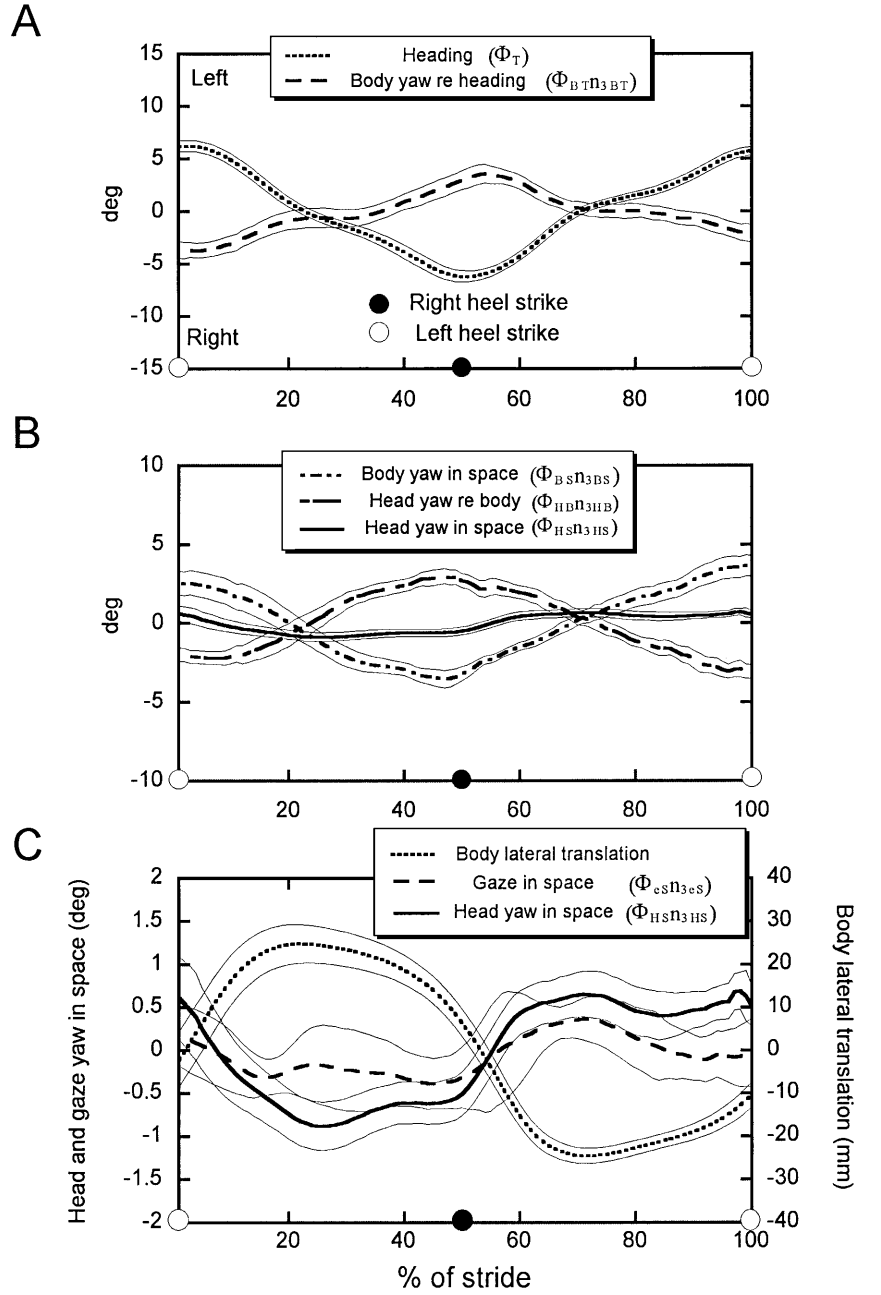 A
15
Heading (ΦT)
Left
Body yaw re heading (ΦBTn3BT)
10
5
deg
0
-5
Right heel strike
-10
Left heel strike
Right
-15
20 40 60 80 100
B
10
Body yaw in space (ΦBSn3BS)
Head yaw re body (ΦHBn3HB)
Head yaw in space (ΦHSn3HS)
5
deg
0
-5
-10
20 40 60 80 100
C
Body lateral translation
Gaze in space (ΦeSn3eS)
Head yaw in space (ΦHSn3HS)
2 40
1.5 30
1 20
0.5 10
0 0
-0.5 -10
-1 -20
-1.5 -30
-2 -40
Head and gaze yaw in space (deg)
Body lateral translation (mm)
20 40 60 80 100
% of stride